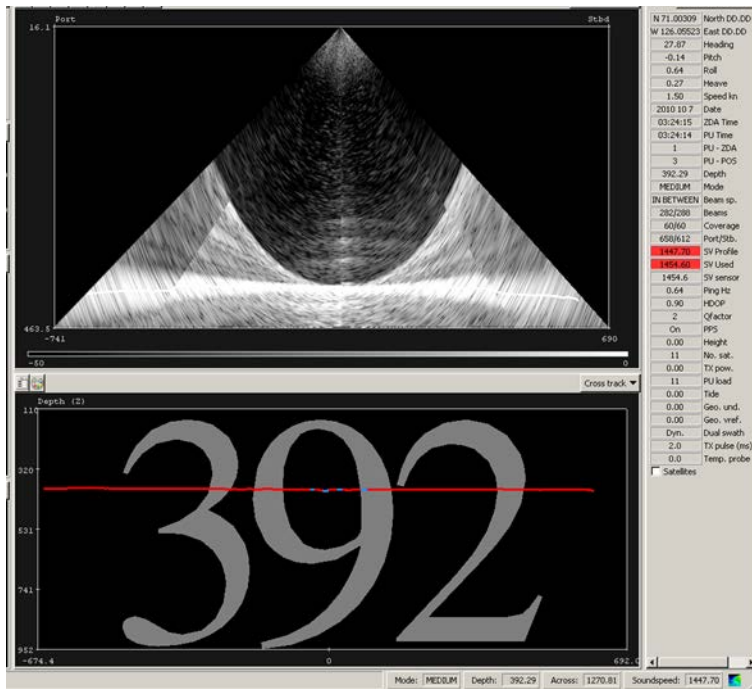 Port Stbd
16.1
463.5
-741 690
-50 0
Cross track
Depth (Z)
110
320
531
741
952
-674.4 0 692.0
392
N 71.00309 North DD.DD
W 126.05523 East DD.DD
27.87 Heading
-0.14 Pitch
0.64 Roll
0.27 Heave
1.50 Speed kn
2010 10 7 Date
03:24:15 ZDA Time
03:24:14 PU Time
1 PU - ZDA
3 PU - POS
392.29 Depth
MEDIUM Mode
IN BETWEEN Beam sp.
282/288 Beams
60/60 Coverage
658/612 Port/Stb.
1447.70 SV Profile
1454.60 SV Used
1454.6 SV sensor
0.64 Ping Hz
0.90 HDOP
2 Qfactor
On PPS
0.00 Height
11 No. sat.
0.00 TX pow.
11 PU load
0.00 Tide
0.00 Geo. und.
0.00 Geo. vref.
Dyn. Dual swath
2.0 TX pulse (ms)
0.0 Temp. probe
Satellites
Mode: MEDIUM Depth: 392.29 Across: 1270.81 Soundspeed: 1447.70